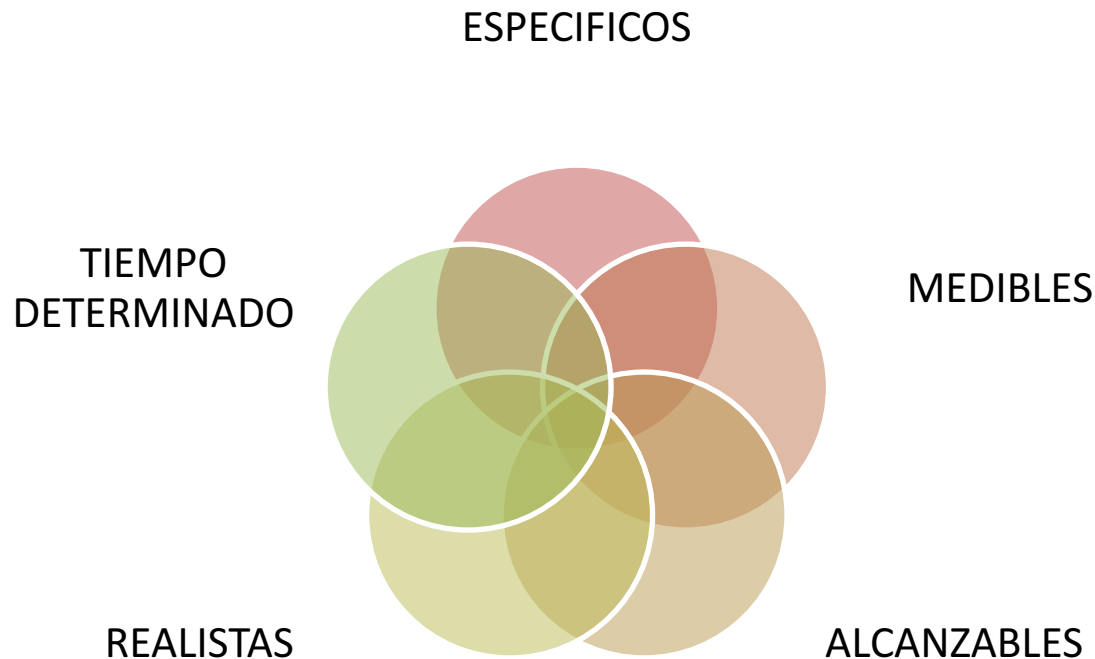 ESPECIFICOS
TIEMPO
DETERMINADO
MEDIBLES
REALISTAS
ALCANZABLES